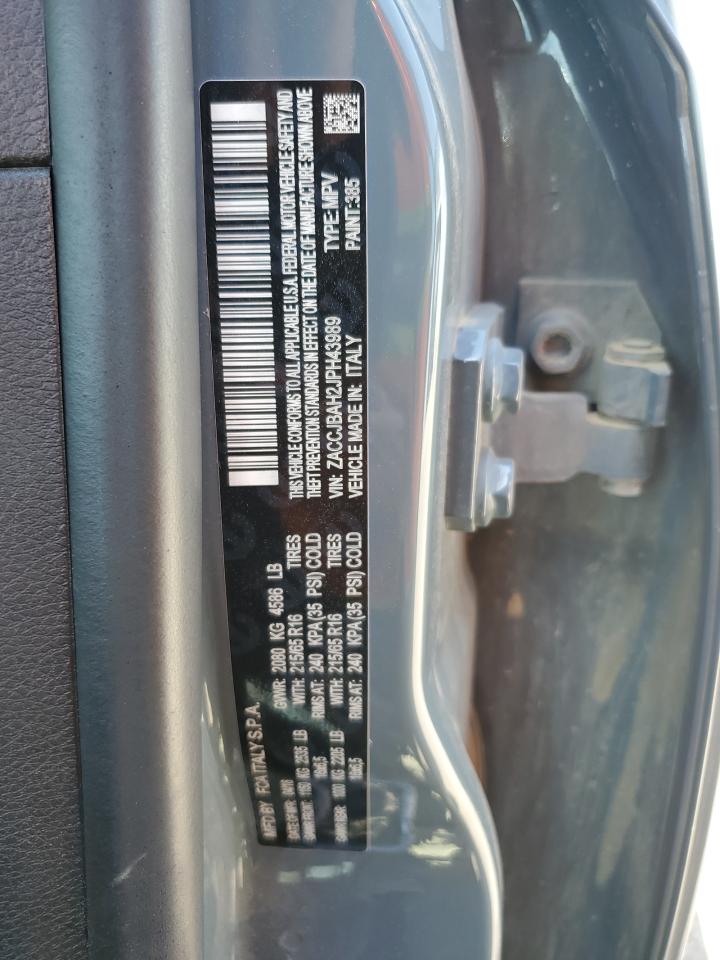 MFD BY FCA ITALY S.P.A.
GVWR: 2080 KG 4586 LB
WITH: 215/65 R16 TIRES
RIMS AT: 240 KPA (35 PSI) COLD
WITH: 215/65 R16 TIRES
RIMS AT: 240 KPA (35 PSI) COLD
THIS VEHICLE CONFORMS TO ALL APPLICABLE U.S.A. FEDERAL MOTOR VEHICLE SAFETY AND
THEFT PREVENTION STANDARDS IN EFFECT ON THE DATE OF MANUFACTURE SHOWN ABOVE
VIN: ZACCJBAH2JPH43989 TYPE: MPV
VEHICLE MADE IN: ITALY PAINT: 385